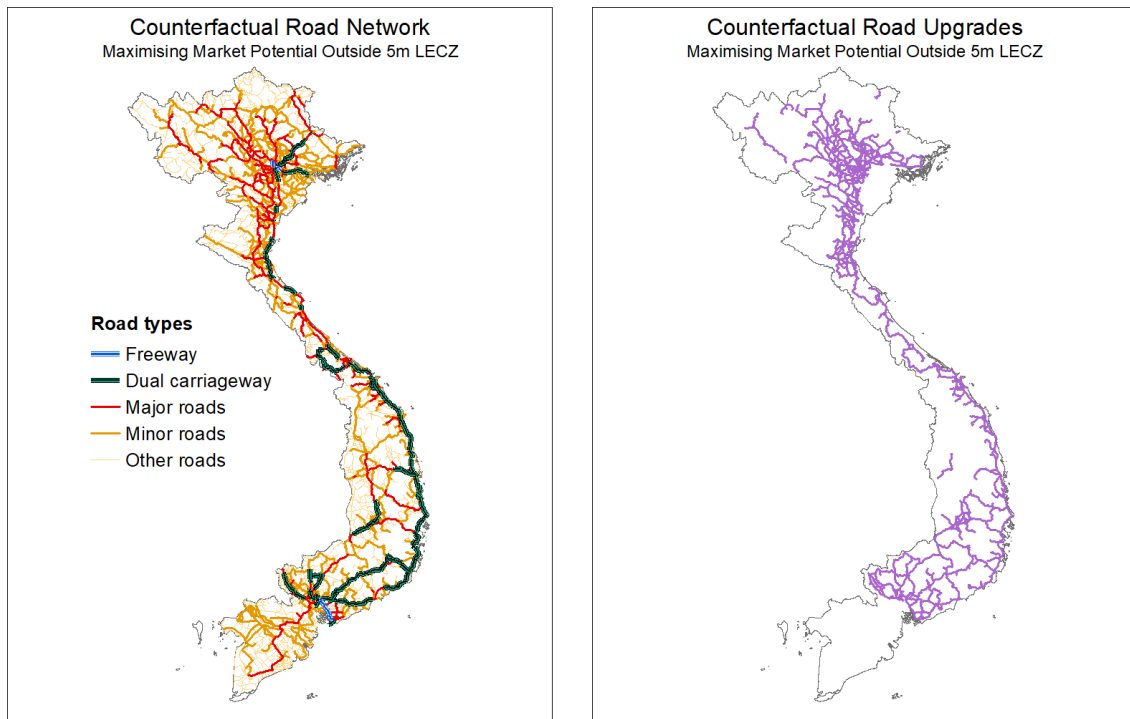 Counterfactual Road Network
Maximising Market Potential Outside 5m LECZ
Road types
Freeway
Dual carriageway
Major roads
Minor roads
Other roads
Counterfactual Road Upgrades
Maximising Market Potential Outside 5m LECZ